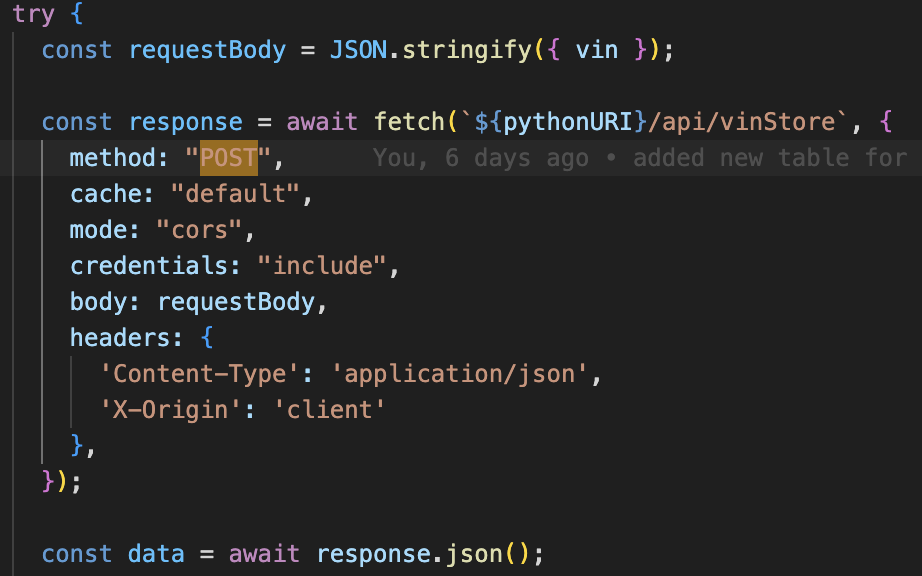 try {
const requestBody = JSON.stringify({ vin });
const response = await fetch(`${pythonURI}/api/vinStore`, {
method: "POST", You, 6 days ago • added new table for
cache: "default",
mode: "cors",
credentials: "include",
body: requestBody,
headers: {
'Content-Type': 'application/json',
'X-Origin': 'client'
},
});
const data = await response.json();